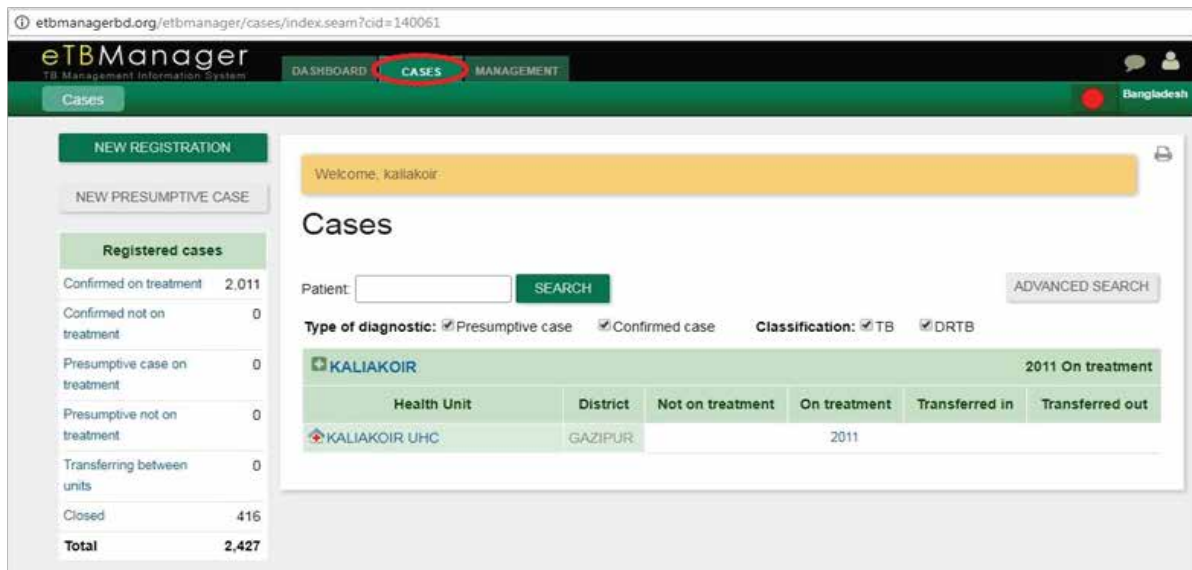 etbmanagerbd.org/etbmanager/cases/index.seam?cid=140061
eTBManager
TB Management Information System
DASHBOARD CASES MANAGEMENT
Cases
Bangladesh
NEW REGISTRATION
NEW PRESUMPTIVE CASE
Registered cases
Confirmed on treatment 2,011
Confirmed not on 0
treatment
Presumptive case on 0
treatment
Presumptive not on 0
treatment
Transferring between 0
units
Closed 416
Total 2,427
Welcome, kaliakoir
Cases
Patient: SEARCH ADVANCED SEARCH
Type of diagnostic: Presumptive case Confirmed case Classification: TB DRTB
KALIAKOIR 2011 On treatment
Health Unit District Not on treatment On treatment Transferred in Transferred out
KALIAKOIR UHC GAZIPUR 2011